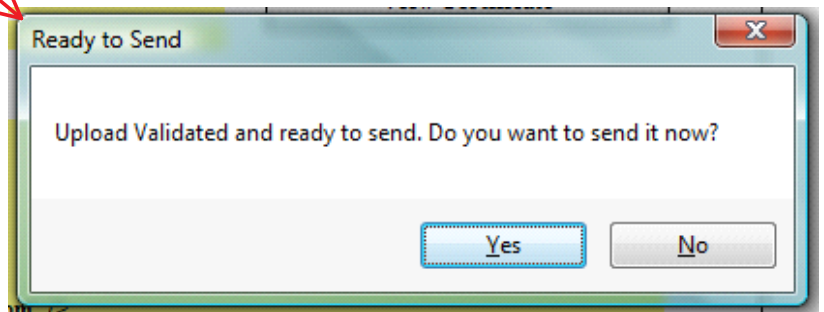 Ready to Send
Upload Validated and ready to send. Do you want to send it now?
Yes
No